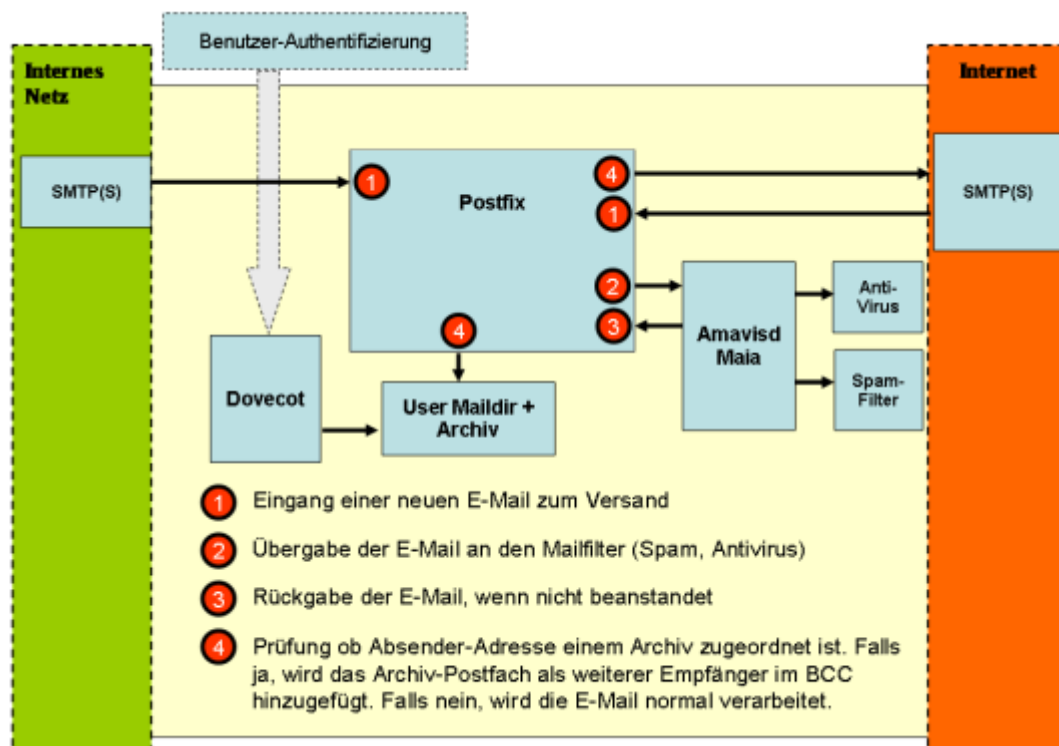 Benutzer-Authentifizierung
Internes
Netz
Internet
SMTP(S)
1
Postfix
4
1
SMTP(S)
2
3
4
Amavisd
Maia
Anti-
Virus
Spam-
Filter
Dovecot
User Maildir +
Archiv
1 Eingang einer neuen E-Mail zum Versand
2 Übergabe der E-Mail an den Mailfilter (Spam, Antivirus)
3 Rückgabe der E-Mail, wenn nicht beanstandet
4 Prüfung ob Absender-Adresse einem Archiv zugeordnet ist. Falls
ja, wird das Archiv-Postfach als weiterer Empfänger im BCC
hinzugefügt. Falls nein, wird die E-Mail normal verarbeitet.